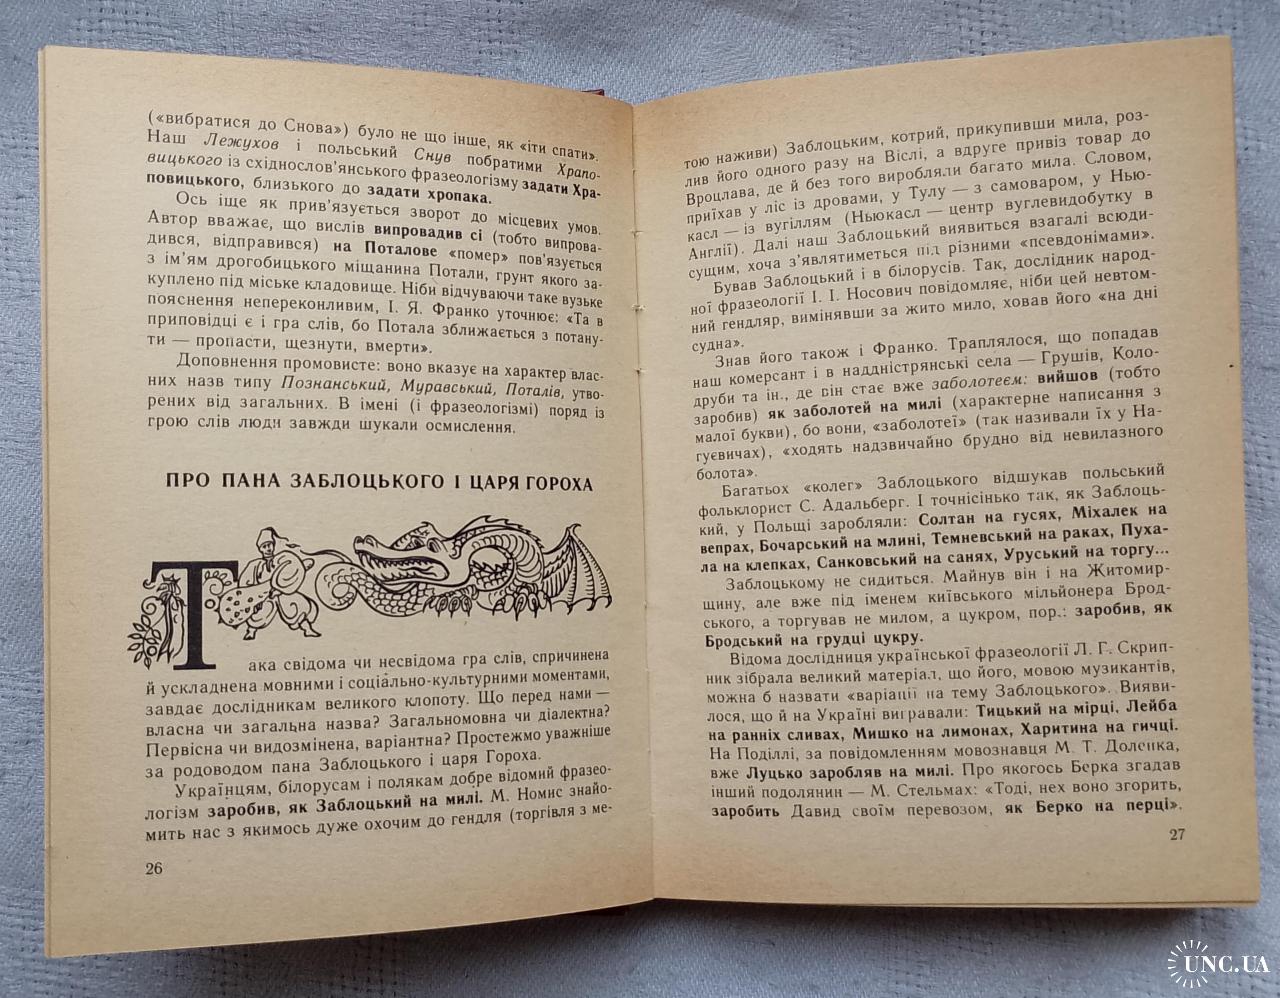 («вибратися до Снова») було не що інше, як «іти спати».
Наш Лежухов і польський Снув побратими Храпо-
вицького із східнослов'янського фразеологізму задати Хра-
повицького, близького до задати хропака.
Ось іще як прив'язується зворот до місцевих умов.
Автор вважає, що вислів випровадив сі (тобто випрова-
дився, відправився) на Поталове «помер» пов'язується
з ім'ям дрогобицького міщанина Потали, грунт якого за-
куплено під міське кладовище. Ніби відчуваючи таке вузьке
пояснення непереконливим, І. Я. Франко уточнює: «Та в
приповідці є і гра слів, бо Потала зближається з потану-
ти — пропасти, щезнути, вмерти».
Доповнення промовисте: воно вказує на характер влас-
них назв типу Познанський, Муравський, Поталів, утво-
рених від загальних. В імені (і фразеологізмі) поряд із
грою слів люди завжди шукали осмислення.
ПРО ПАНА ЗАБЛОЦЬКОГО І ЦАРЯ ГОРОХА
Така свідома чи несвідома гра слів, спричинена
й ускладнена мовними і соціально-культурними моментами,
завдає дослідникам великого клопоту. Що перед нами —
власна чи загальна назва? Загальномовна чи діалектна?
Первісна чи видозмінена, варіантна? Простежмо уважніше
за родоводом пана Заблоцького і царя Гороха.
Українцям, білорусам і полякам добре відомий фразео-
логізм заробив, як Заблоцький на милі. М. Номис знайо-
мить нас з якимось дуже охочим до гендля (торгівля з ме-
26
тою наживи) Заблоцьким, котрий, прикупивши мила, роз-
лив його одного разу на Віслі, а вдруге привіз товар до
Вроцлава, де й без того виробляли багато мила. Словом,
приїхав у ліс із дровами, у Тулу — з самоваром, у Нью-
касл — із вугіллям (Ньюкасл — центр вуглевидобутку в
Англії). Далі наш Заблоцький виявиться взагалі всюди-
сущим, хоча з'являтиметься під різними «псевдонімами».
Бував Заблоцький і в білорусів. Так, дослідник народ-
ної фразеології І. І. Носович повідомляє, ніби цей невтом-
ний гендляр, вимінявши за жито мило, ховав його «на дні
судна».
Знав його також і Франко. Траплялося, що попадав
наш комерсант і в наддністрянські села — Грушів, Коло-
друби та ін., де він стає вже заболотеєм: вийшов (тобто
заробив) як заболотей на милі (характерне написання з
малої букви), бо вони, «заболотеї» (так називали їх у На-
гуєвичах), «ходять надзвичайно брудно від невилазного
болота».
Багатьох «колег» Заблоцького відшукав польський
фольклорист С. Адальберг. І точнісінько так, як Заблоць-
кий, у Польщі заробляли: Солтан на гусях, Міхалек на
вепрах, Бочарський на млині, Темневський на раках, Пуха-
ла на клепках, Санковський на санях, Уруський на торгу...
Заблоцькому не сидиться. Майнув він і на Житомир-
щину, але вже під іменем київського мільйонера Брод-
ського, а торгував не милом, а цукром, пор.: заробив, як
Бродський на грудці цукру.
Відома дослідниця української фразеології Л. Г. Скрип-
ник зібрала великий матеріал, що його, мовою музикантів,
можна б назвати «варіації на тему Заблоцького». Вияви-
лося, що й на Україні вигравали: Тицький на мірці, Лейба
на ранніх сливах, Мишко на лимонах, Харитина на гичці.
На Поділлі, за повідомленням мовознавця М. Т. Доленка,
вже Луцько заробляв на милі. Про якогось Берка згадав
інший подолянин — М. Стельмах: «Тоді, нех воно згорить,
заробить Давид своїм перевозом, як Берко на перці».
27
UNC.UA